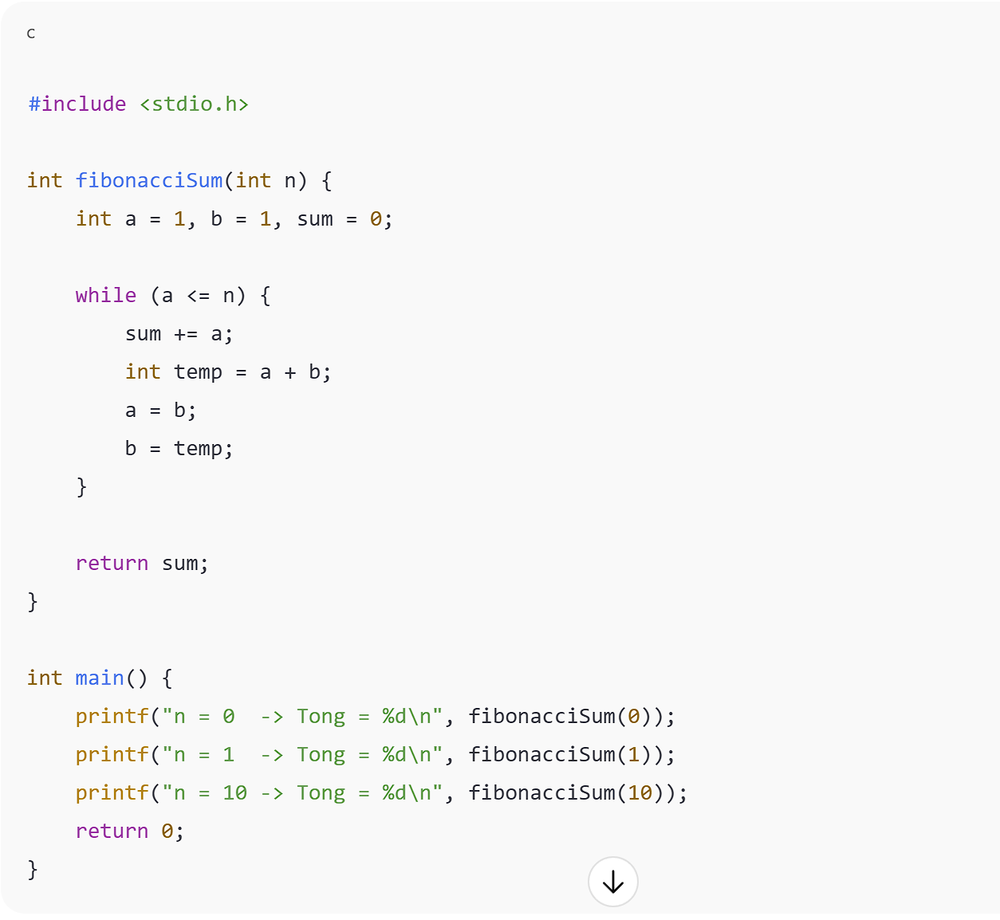 c
#include <stdio.h>
int fibonacciSum(int n) {
    int a = 1, b = 1, sum = 0;
    while (a <= n) {
        sum += a;
        int temp = a + b;
        a = b;
        b = temp;
    }
    return sum;
}
int main() {
    printf("n = 0  -> Tong = %d\n", fibonacciSum(0));
    printf("n = 1  -> Tong = %d\n", fibonacciSum(1));
    printf("n = 10 -> Tong = %d\n", fibonacciSum(10));
    return 0;
}